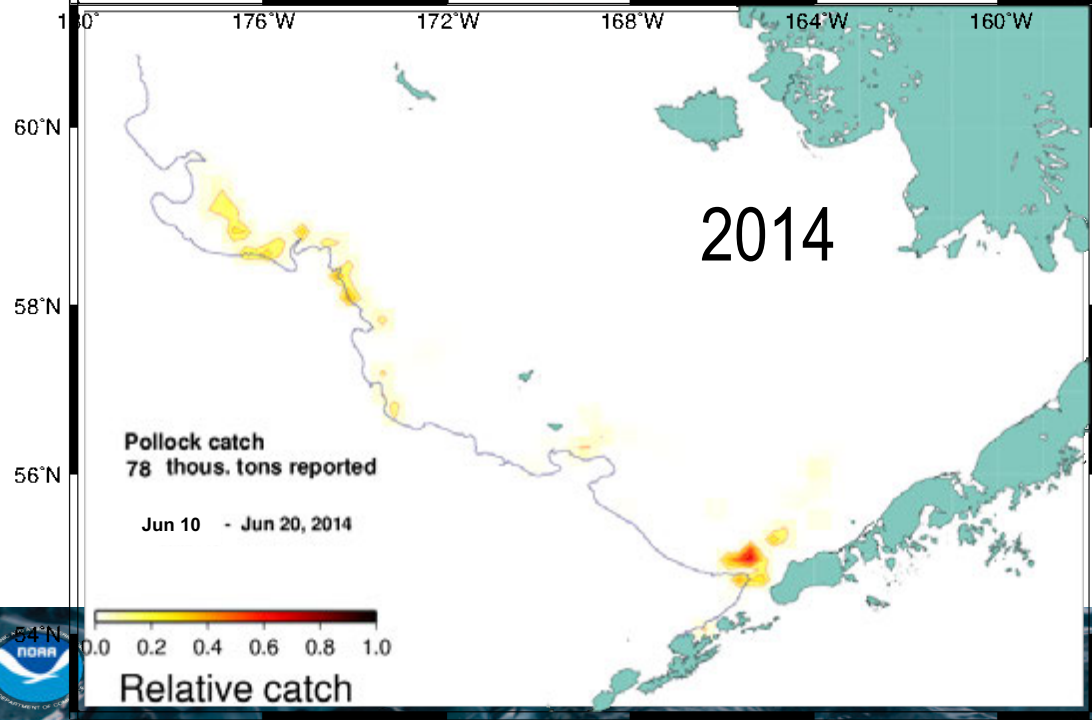 180° 176°W 172°W 168°W 164°W 160°W
60°N
2014
58°N
Pollock catch
78 thous. tons reported
56°N
Jun 10 - Jun 20, 2014
54°N
0.0 0.2 0.4 0.6 0.8 1.0
NOAA
Relative catch